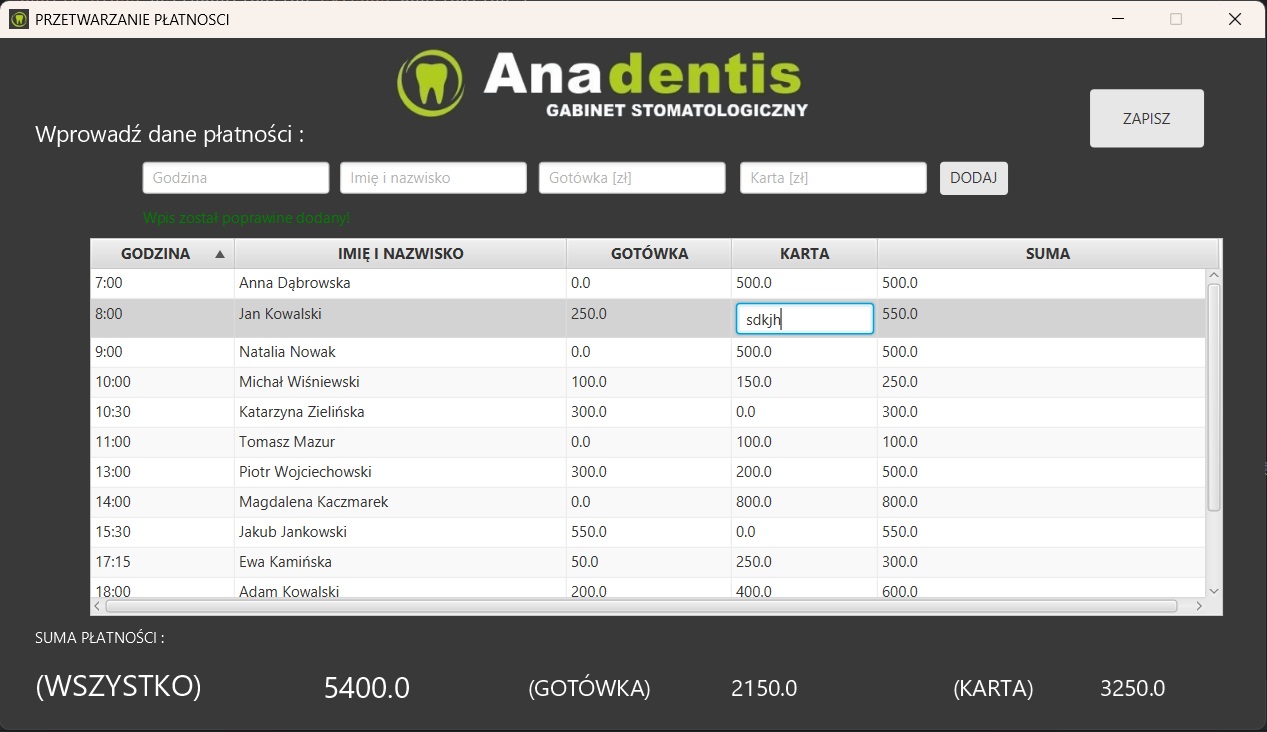 PRZETWARZANIE PŁATNOSCI
Anadentis
GABINET STOMATOLOGICZNY
ZAPISZ
Wprowadź dane płatności :
Godzina Imię i nazwisko Gotówka [zł] Karta [zł] DODAJ
Wpis został poprawine dodany!
GODZINA IMIĘ I NAZWISKO GOTÓWKA KARTA SUMA
7:00 Anna Dąbrowska 0.0 500.0 500.0
8:00 Jan Kowalski 250.0 sdkjh 550.0
9:00 Natalia Nowak 0.0 500.0 500.0
10:00 Michał Wiśniewski 100.0 150.0 250.0
10:30 Katarzyna Zielińska 300.0 0.0 300.0
11:00 Tomasz Mazur 0.0 100.0 100.0
13:00 Piotr Wojciechowski 300.0 200.0 500.0
14:00 Magdalena Kaczmarek 0.0 800.0 800.0
15:30 Jakub Jankowski 550.0 0.0 550.0
17:15 Ewa Kamińska 50.0 250.0 300.0
18:00 Adam Kowalski 200.0 400.0 600.0
SUMA PŁATNOŚCI :
(WSZYSTKO) 5400.0 (GOTÓWKA) 2150.0 (KARTA) 3250.0